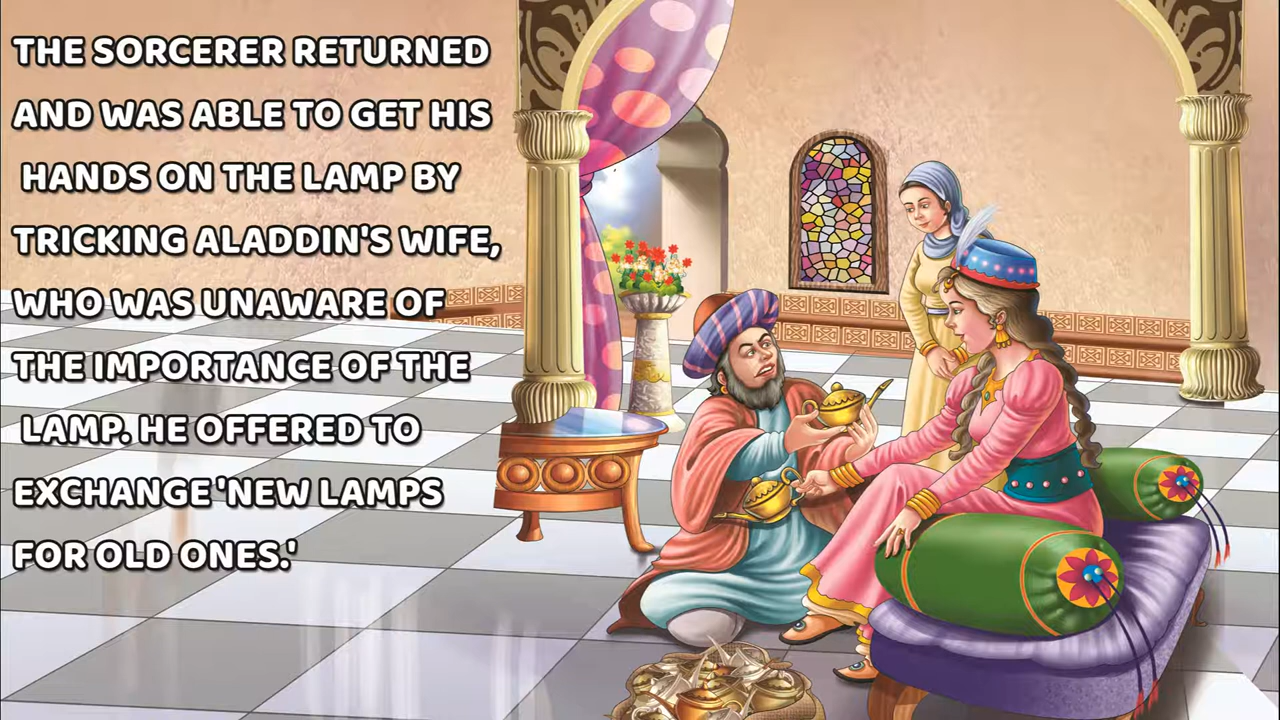 THE SORCERER RETURNED
AND WAS ABLE TO GET HIS
HANDS ON THE LAMP BY
TRICKING ALADDIN'S WIFE,
WHO WAS UNAWARE OF
THE IMPORTANCE OF THE
LAMP. HE OFFERED TO
EXCHANGE 'NEW LAMPS
FOR OLD ONES.'